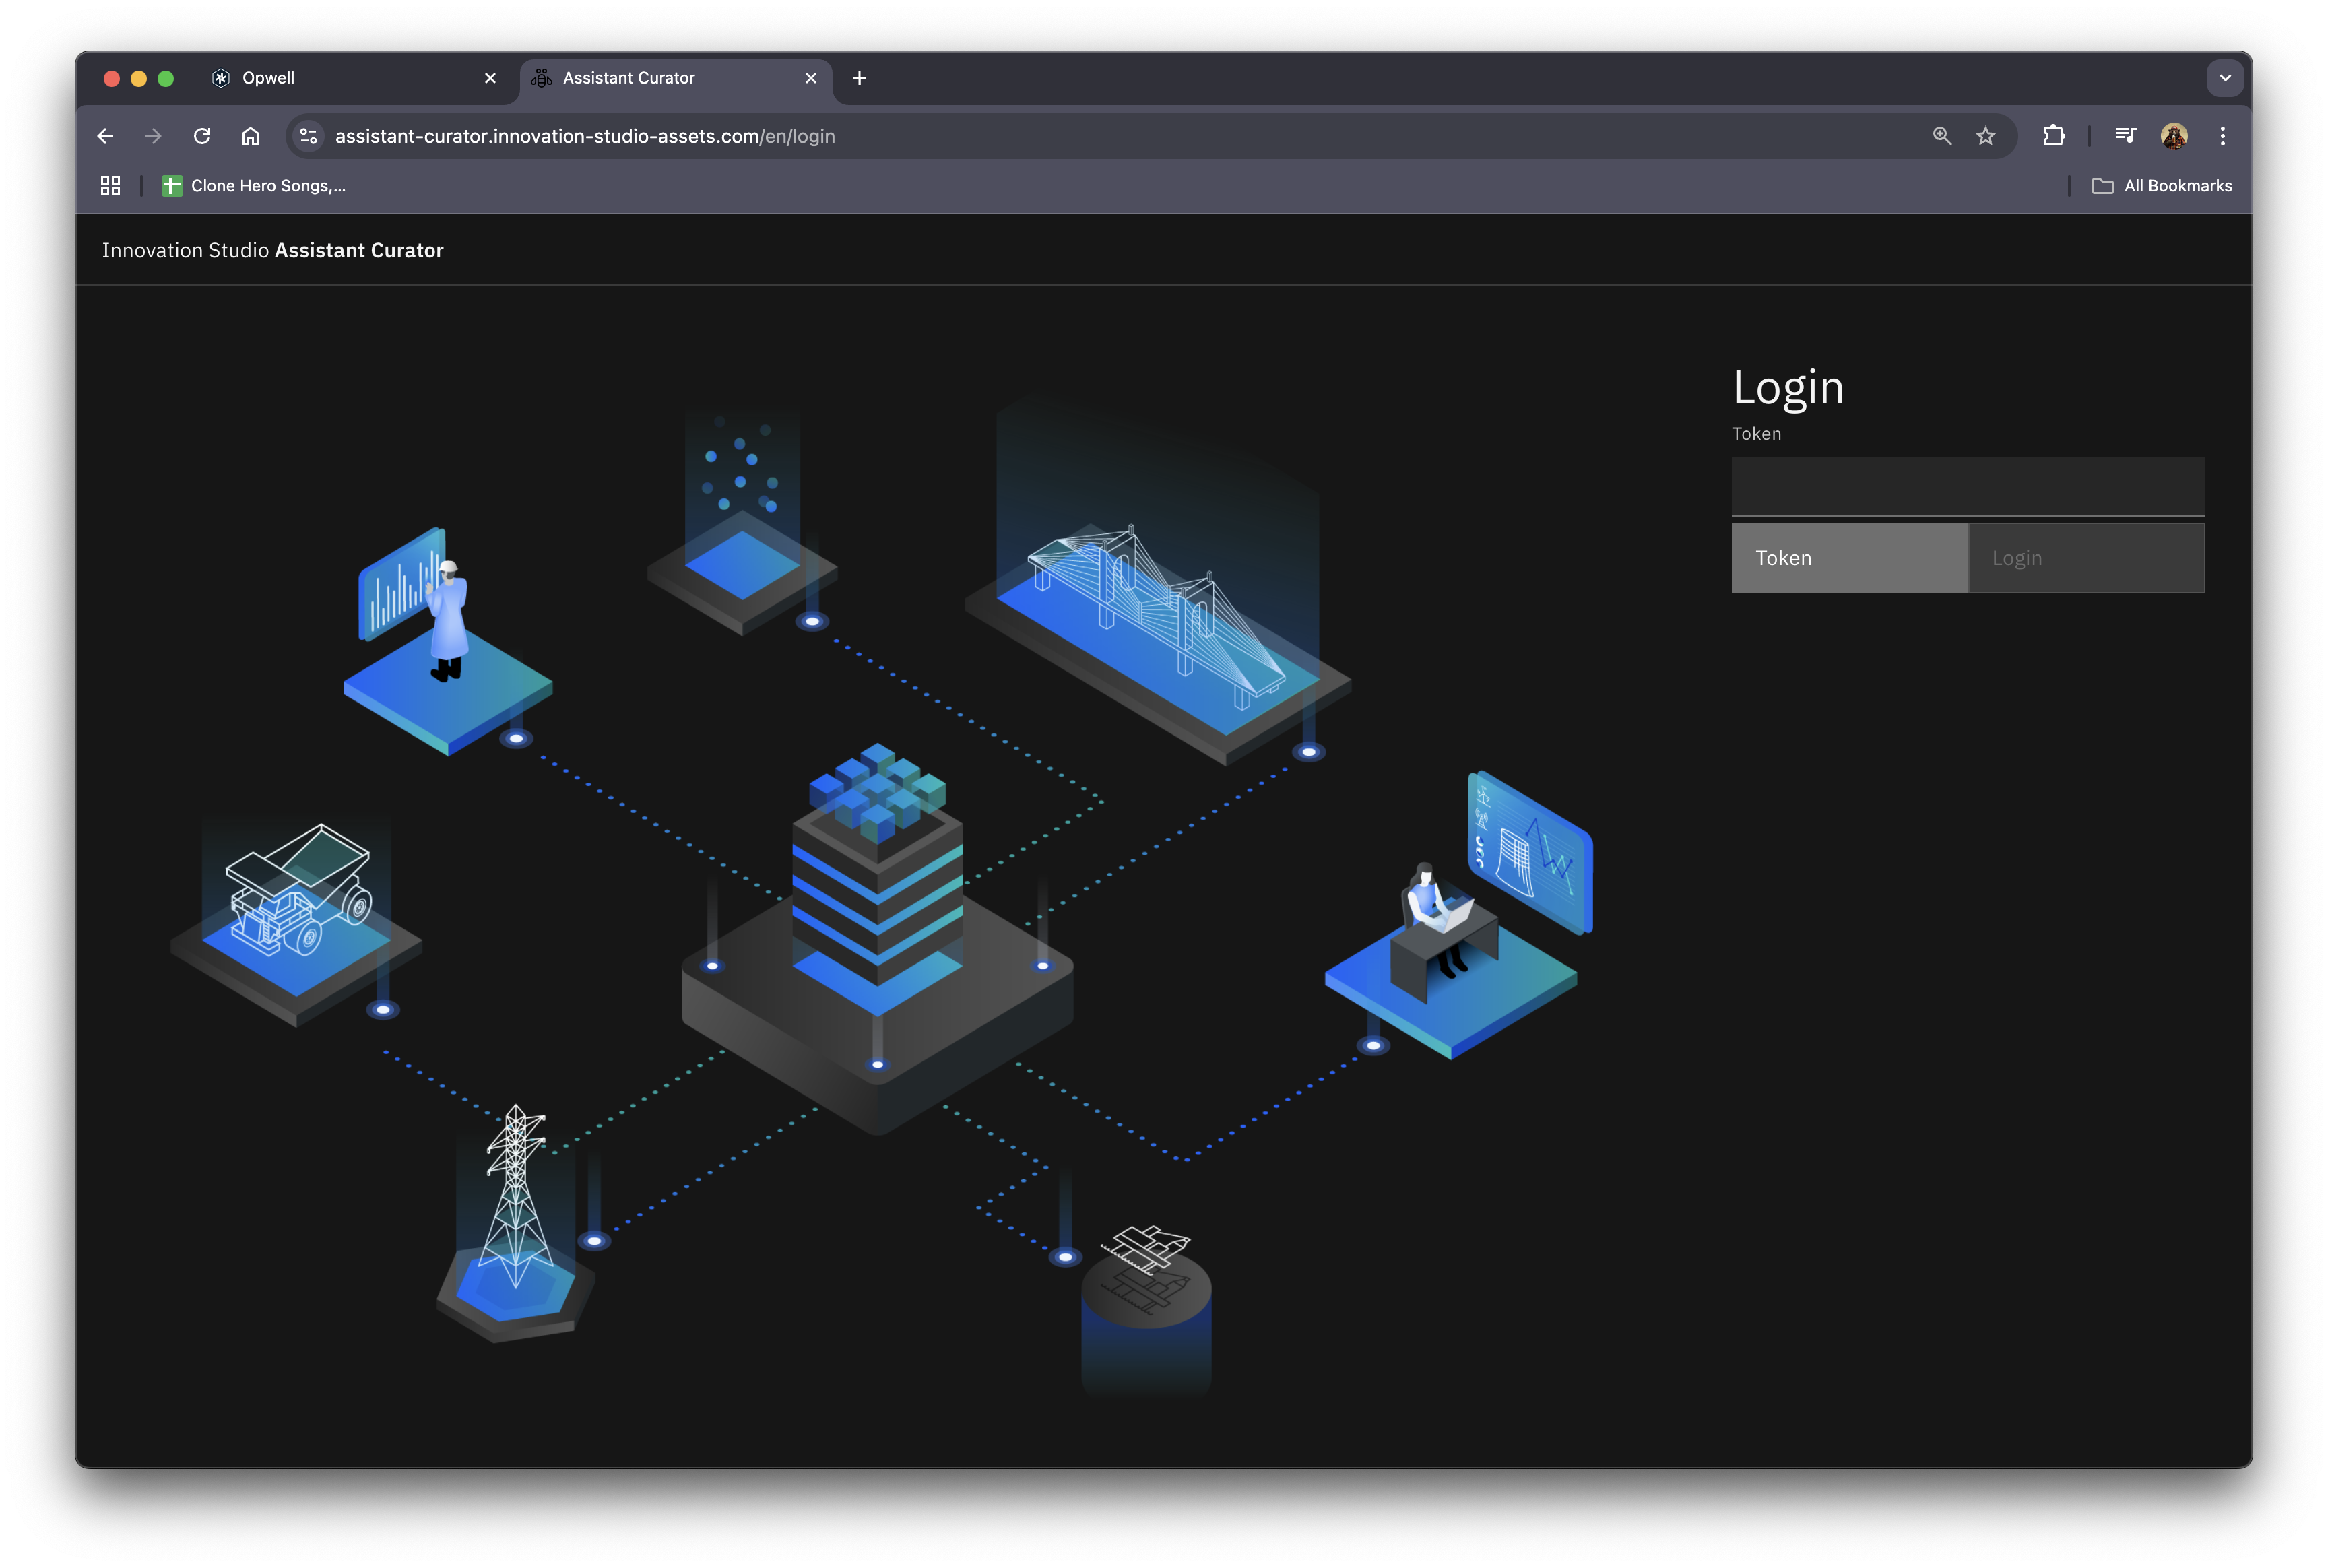 Opwell
Assistant Curator
assistant-curator.innovation-studio-assets.com/en/login
Clone Hero Songs,...
All Bookmarks
Innovation Studio Assistant Curator
Login
Token
Token
Login